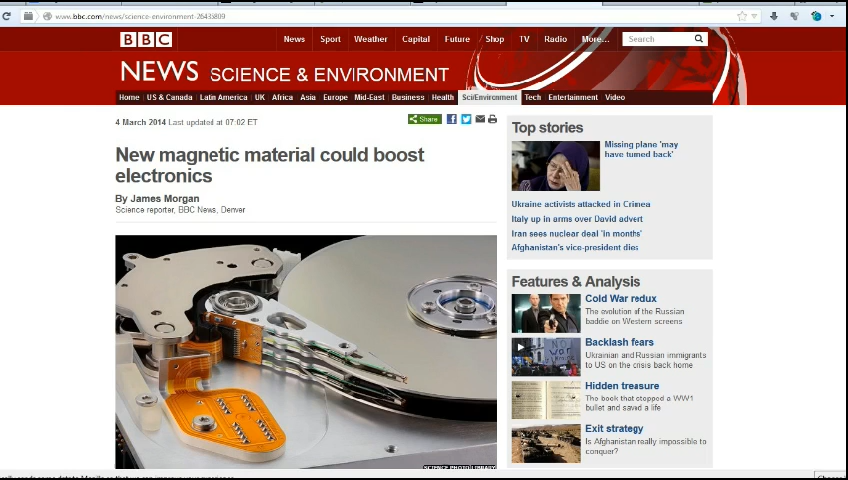 www.bbc.com/news/science-environment-26435809
BBC
News Sport Weather Capital Future Shop TV Radio More... Search
NEWS SCIENCE & ENVIRONMENT
Home US & Canada Latin America UK Africa Asia Europe Mid-East Business Health Sci/Environment Tech Entertainment Video
4 March 2014 Last updated at 07:02 ET
Share
New magnetic material could boost
electronics
By James Morgan
Science reporter, BBC News, Denver
SCIENCE PHOTO LIBRARY
Top stories
Missing plane 'may
have turned back'
Ukraine activists attacked in Crimea
Italy up in arms over David advert
Iran sees nuclear deal 'in months'
Afghanistan's vice-president dies
Features & Analysis
Cold War redux
The evolution of the Russian
baddie on Western screens
Backlash fears
Ukrainian and Russian immigrants
to US on the crisis back home
Hidden treasure
The book that stopped a WW1
bullet and saved a life
Exit strategy
Is Afghanistan really impossible to
conquer?